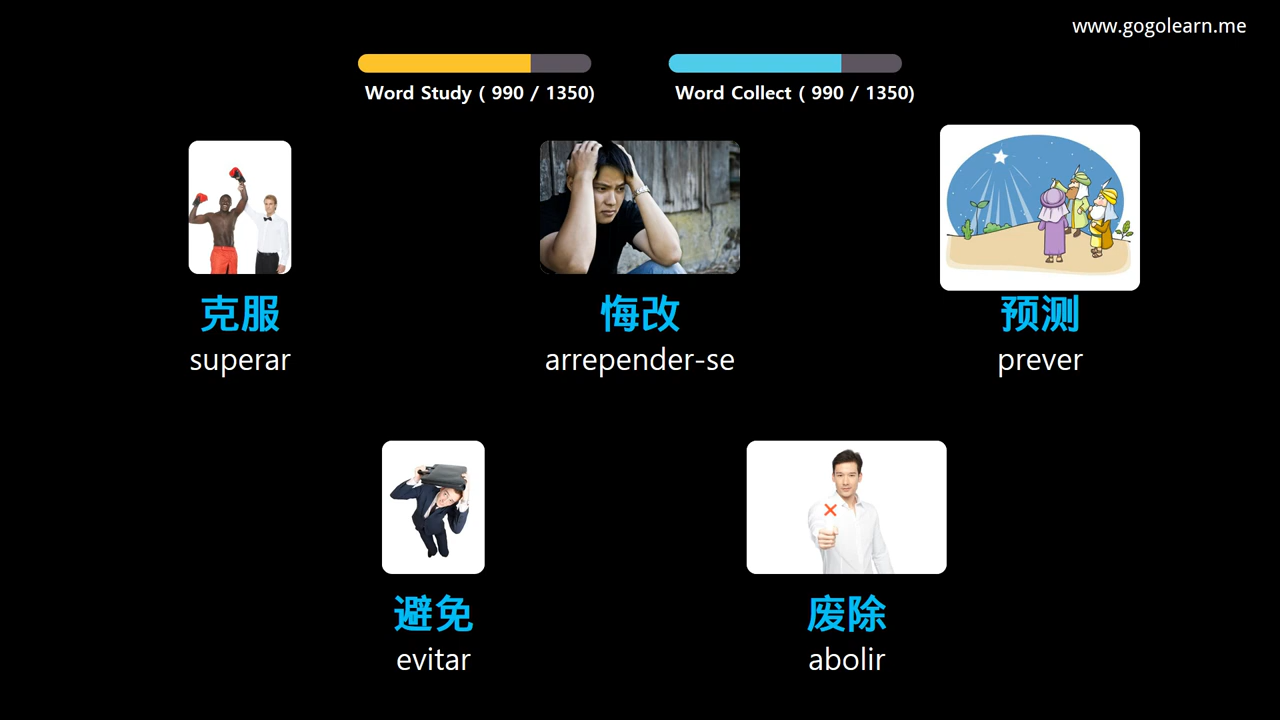 www.gogolearn.me
Word Study ( 990 / 1350)
Word Collect ( 990 / 1350)
克服
superar
悔改
arrepender-se
预测
prever
避免
evitar
废除
abolir